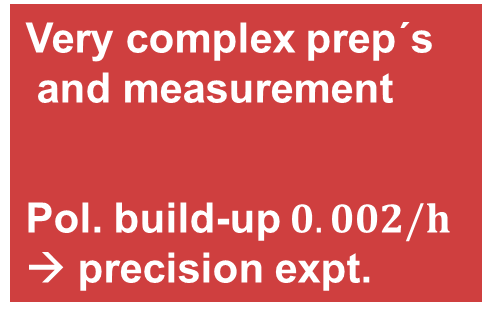 Very complex prep´s
and measurement
Pol. build-up 0.002/h
→ precision expt.